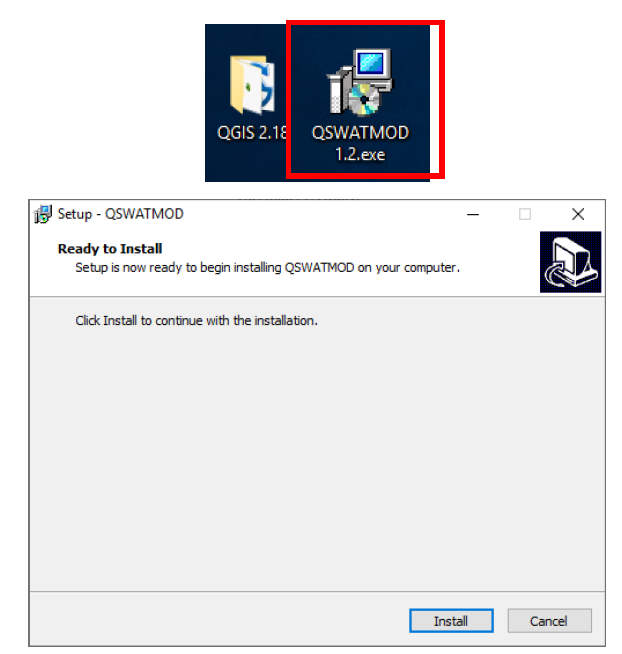 QGIS 2.18
QSWATMOD
1.2.exe
Setup - QSWATMOD
Ready to Install
Setup is now ready to begin installing QSWATMOD on your computer.
Click Install to continue with the installation.
Install
Cancel